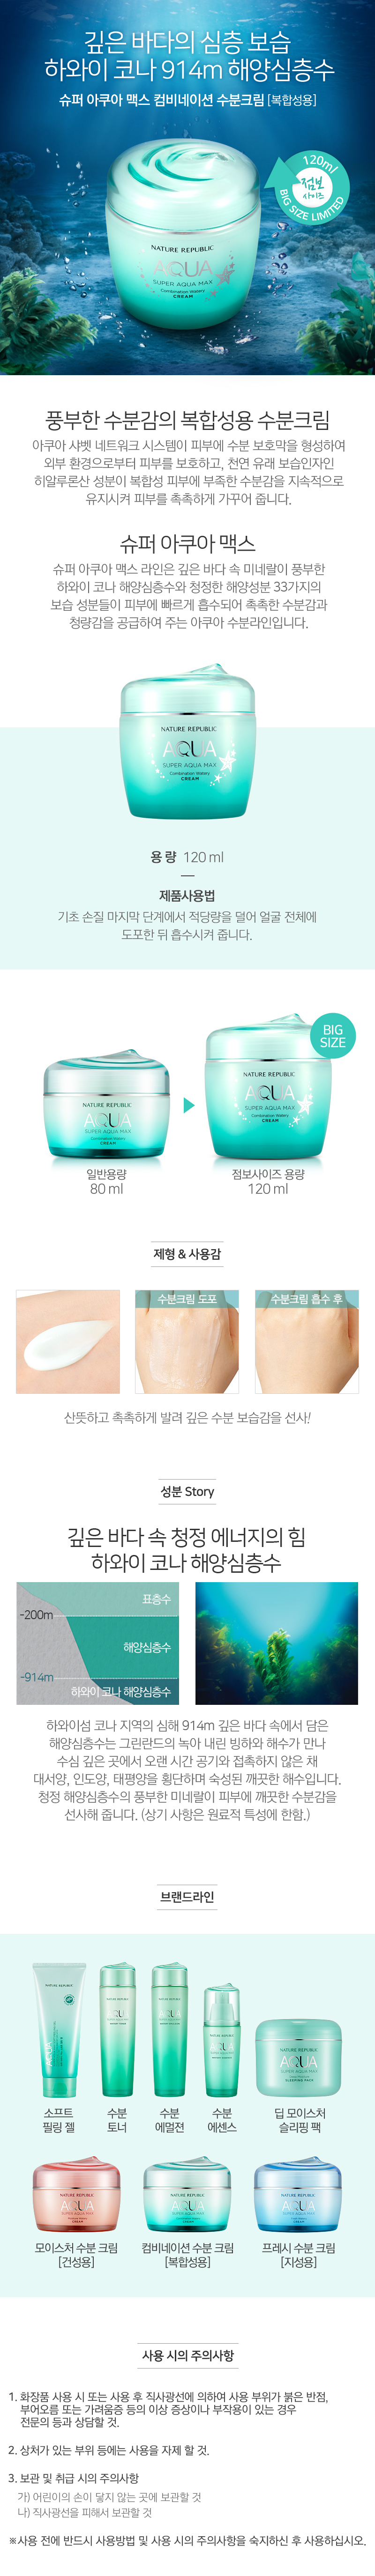 깊은 바다의 심층 보습
하와이 코나 914m 해양심층수
슈퍼 아쿠아 맥스 컴비네이션 수분크림 [복합성용]
120ml
점보
사이즈
BIG SIZE LIMITED
NATURE REPUBLIC
AQUA
SUPER AQUA MAX
Combination Watery
CREAM
풍부한 수분감의 복합성용 수분크림
아쿠아 샤벳 네트워크 시스템이 피부에 수분 보호막을 형성하여
외부 환경으로부터 피부를 보호하고, 천연 유래 보습인자인
히알루론산 성분이 복합성 피부에 부족한 수분감을 지속적으로
유지시켜 피부를 촉촉하게 가꾸어 줍니다.
슈퍼 아쿠아 맥스
슈퍼 아쿠아 맥스 라인은 깊은 바다 속 미네랄이 풍부한
하와이 코나 해양심층수와 청정한 해양성분 33가지의
보습 성분들이 피부에 빠르게 흡수되어 촉촉한 수분감과
청량감을 공급하여 주는 아쿠아 수분라인입니다.
NATURE REPUBLIC
AQUA
SUPER AQUA MAX
Combination Watery
CREAM
용량 120 ml
제품사용법
기초 손질 마지막 단계에서 적당량을 덜어 얼굴 전체에
도포한 뒤 흡수시켜 줍니다.
BIG
SIZE
NATURE REPUBLIC
AQUA
SUPER AQUA MAX
Combination Watery
CREAM
NATURE REPUBLIC
AQUA
SUPER AQUA MAX
Combination Watery
CREAM
일반용량
80 ml
점보사이즈 용량
120 ml
제형 & 사용감
수분크림 도포
수분크림 흡수 후
산뜻하고 촉촉하게 발려 깊은 수분 보습감을 선사!
성분 Story
깊은 바다 속 청정 에너지의 힘
하와이 코나 해양심층수
표층수
-200m
해양심층수
-914m
하와이 코나 해양심층수
하와이섬 코나 지역의 심해 914m 깊은 바다 속에서 담은
해양심층수는 그린란드의 녹아 내린 빙하와 해수가 만나
수심 깊은 곳에서 오랜 시간 공기와 접촉하지 않은 채
대서양, 인도양, 태평양을 횡단하며 숙성된 깨끗한 해수입니다.
청정 해양심층수의 풍부한 미네랄이 피부에 깨끗한 수분감을
선사해 줍니다. (상기 사항은 원료적 특성에 한함.)
브랜드라인
NATURE REPUBLIC
NATURE REPUBLIC
NATURE REPUBLIC
NATURE REPUBLIC
AQUA
SUPER AQUA MAX
SLEEPING PACK
소프트
필링 젤
수분
토너
수분
에멀젼
수분
에센스
딥 모이스처
슬리핑 팩
NATURE REPUBLIC
AQUA
SUPER AQUA MAX
CREAM
NATURE REPUBLIC
AQUA
SUPER AQUA MAX
CREAM
NATURE REPUBLIC
AQUA
SUPER AQUA MAX
CREAM
모이스처 수분 크림
[건성용]
컴비네이션 수분 크림
[복합성용]
프레시 수분 크림
[지성용]
사용 시의 주의사항
1. 화장품 사용 시 또는 사용 후 직사광선에 의하여 사용 부위가 붉은 반점,
부어오름 또는 가려움증 등의 이상 증상이나 부작용이 있는 경우
전문의 등과 상담할 것.
2. 상처가 있는 부위 등에는 사용을 자제 할 것.
3. 보관 및 취급 시의 주의사항
가) 어린이의 손이 닿지 않는 곳에 보관할 것
나) 직사광선을 피해서 보관할 것
※사용 전에 반드시 사용방법 및 사용 시의 주의사항을 숙지하신 후 사용하십시오.